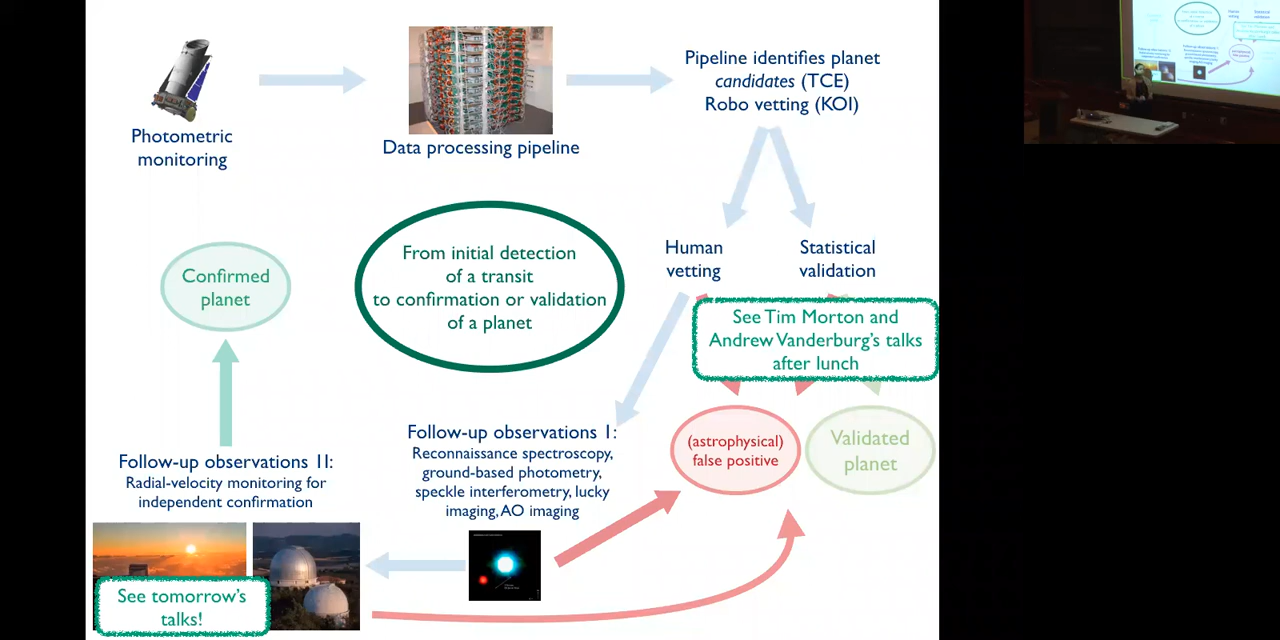 Photometric
monitoring
Data processing pipeline
Pipeline identifies planet
candidates (TCE)
Robo vetting (KOI)
Human
vetting
Statistical
validation
From initial detection
of a transit
to confirmation or validation
of a planet
Confirmed
planet
See Tim Morton and
Andrew Vanderburg's talks
after lunch
(astrophysical)
false positive
Validated
planet
Follow-up observations 1:
Reconnaissance spectroscopy,
ground-based photometry,
speckle interferometry, lucky
imaging, AO imaging
Follow-up observations 1I:
Radial-velocity monitoring for
independent confirmation
See tomorrow's
talks!